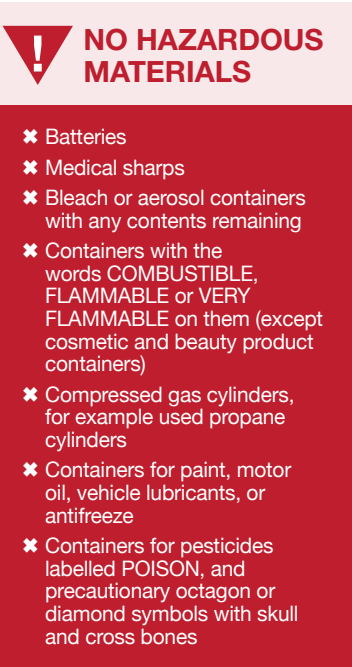 NO HAZARDOUS
MATERIALS
✖ Batteries
✖ Medical sharps
✖ Bleach or aerosol containers
with any contents remaining
✖ Containers with the
words COMBUSTIBLE,
FLAMMABLE or VERY
FLAMMABLE on them (except
cosmetic and beauty product
containers)
✖ Compressed gas cylinders,
for example used propane
cylinders
✖ Containers for paint, motor
oil, vehicle lubricants, or
antifreeze
✖ Containers for pesticides
labelled POISON, and
precautionary octagon or
diamond symbols with skull
and cross bones